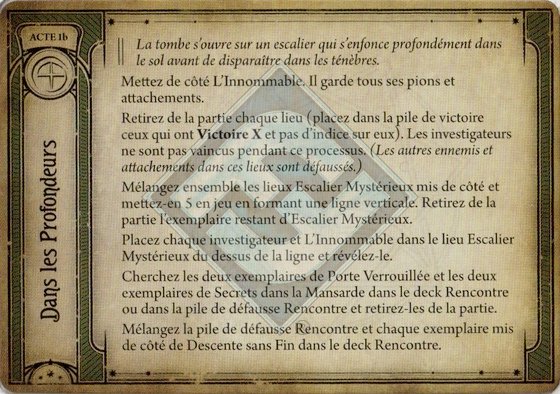 ACTE 1b
Dans les Profondeurs
La tombe s'ouvre sur un escalier qui s'enfonce profondément dans
le sol avant de disparaître dans les ténèbres.
Mettez de côté L'Innommable. Il garde tous ses pions et
attachements.
Retirez de la partie chaque lieu (placez dans la pile de victoire
ceux qui ont Victoire X et pas d'indice sur eux). Les investigateurs
ne sont pas vaincus pendant ce processus. (Les autres ennemis et
attachements dans ces lieux sont défaussés.)
Mélangez ensemble les lieux Escalier Mystérieux mis de côté et
mettez-en 5 en jeu en formant une ligne verticale. Retirez de la
partie l'exemplaire restant d'Escalier Mystérieux.
Placez chaque investigateur et L'Innommable dans le lieu Escalier
Mystérieux du dessus de la ligne et révélez-le.
Cherchez les deux exemplaires de Porte Verrouillée et les deux
exemplaires de Secrets dans la Mansarde dans le deck Rencontre
ou dans la pile de défausse Rencontre et retirez-les de la partie.
Mélangez la pile de défausse Rencontre et chaque exemplaire mis
de côté de Descente sans Fin dans le deck Rencontre.